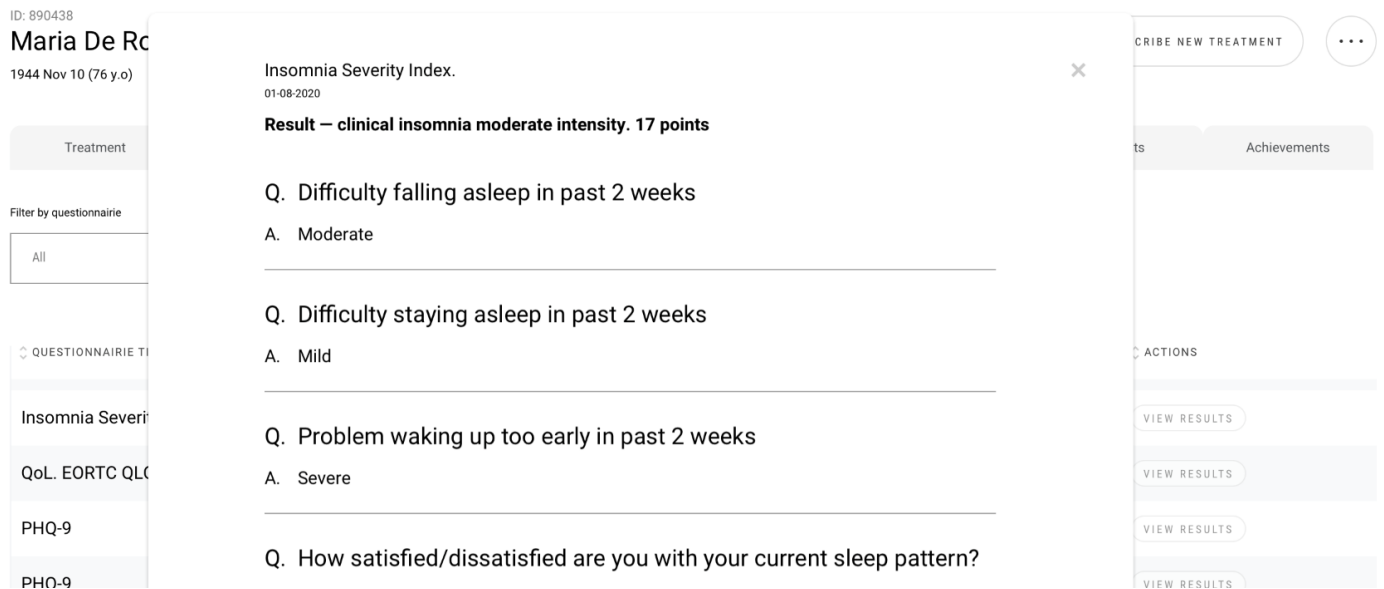 ID: 890438
Maria De Ro
1944 Nov 10 (76 y.o)
CRIBE NEW TREATMENT
Treatment
ts
Achievements
Filter by questionnairie
All
QUESTIONNAIRIE TI
ACTIONS
Insomnia Severit
VIEW RESULTS
QoL. EORTC QLC
VIEW RESULTS
PHQ-9
VIEW RESULTS
PHQ-9
VIEW RESULTS
Insomnia Severity Index.
01-08-2020
Result — clinical insomnia moderate intensity. 17 points
Q. Difficulty falling asleep in past 2 weeks
A. Moderate
Q. Difficulty staying asleep in past 2 weeks
A. Mild
Q. Problem waking up too early in past 2 weeks
A. Severe
Q. How satisfied/dissatisfied are you with your current sleep pattern?